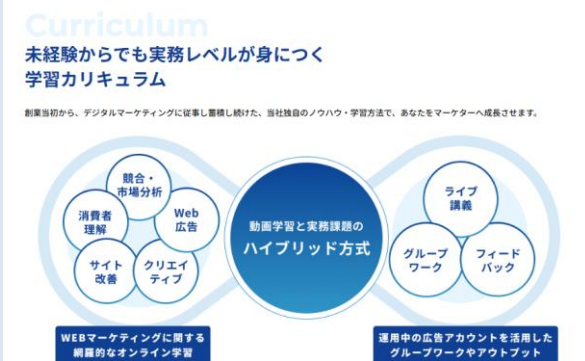 Curriculum
未経験からでも実務レベルが身につく
学習カリキュラム
創業当初から、デジタルマーケティングに従事し蓄積し続けた、当社独自のノウハウ・学習方法で、あなたをマーケターへ成長させます。
競合・
市場分析
消費者
理解
Web
広告
サイト
改善
クリエイ
ティブ
動画学習と実務課題の
ハイブリッド方式
ライブ
講義
グループ
ワーク
フィード
バック
WEBマーケティングに関する
網羅的なオンライン学習
運用中の広告アカウントを活用した
グループワークやアウトプット